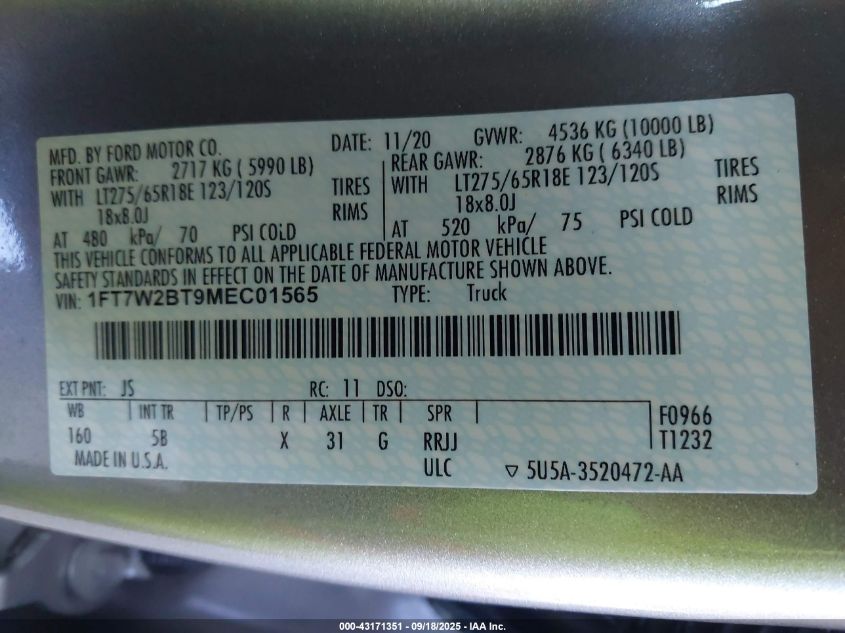 MFD. BY FORD MOTOR CO. DATE: 11/20 GVWR: 4536 KG (10000 LB)
FRONT GAWR: 2717 KG ( 5990 LB) REAR GAWR: 2876 KG ( 6340 LB)
WITH LT275/65R18E 123/120S TIRES WITH LT275/65R18E 123/120S TIRES
18x8.0J RIMS 18x8.0J RIMS
AT 480 kPa/ 70 PSI COLD AT 520 kPa/ 75 PSI COLD
THIS VEHICLE CONFORMS TO ALL APPLICABLE FEDERAL MOTOR VEHICLE
SAFETY STANDARDS IN EFFECT ON THE DATE OF MANUFACTURE SHOWN ABOVE.
VIN: 1FT7W2BT9MEC01565 TYPE: Truck
EXT PNT: JS RC: 11 DSO:
WB INT TR TP/PS R AXLE TR SPR F0966
160 5B X 31 G RRJJ T1232
MADE IN U.S.A. ULC ▽ 5U5A-3520472-AA
000-43171351 | 09/18/2025 - IAA Inc.